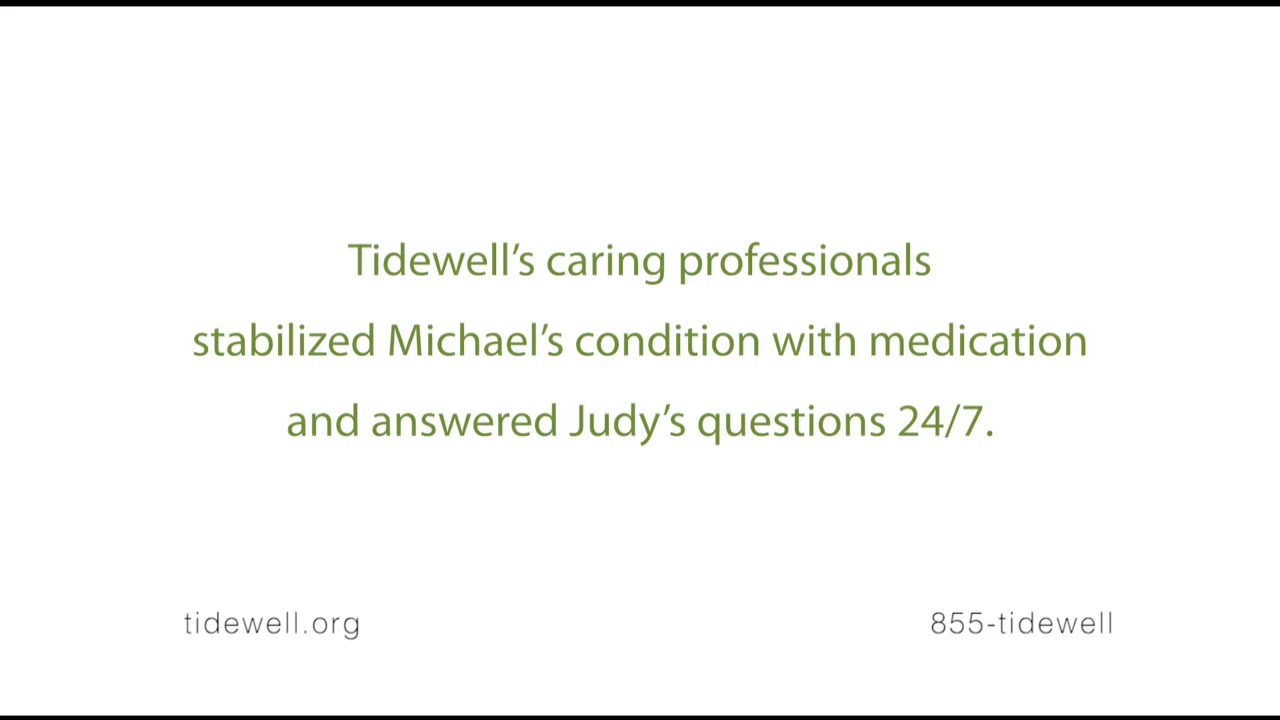 Tidewell’s caring professionals
stabilized Michael’s condition with medication
and answered Judy’s questions 24/7.
tidewell.org
855-tidewell